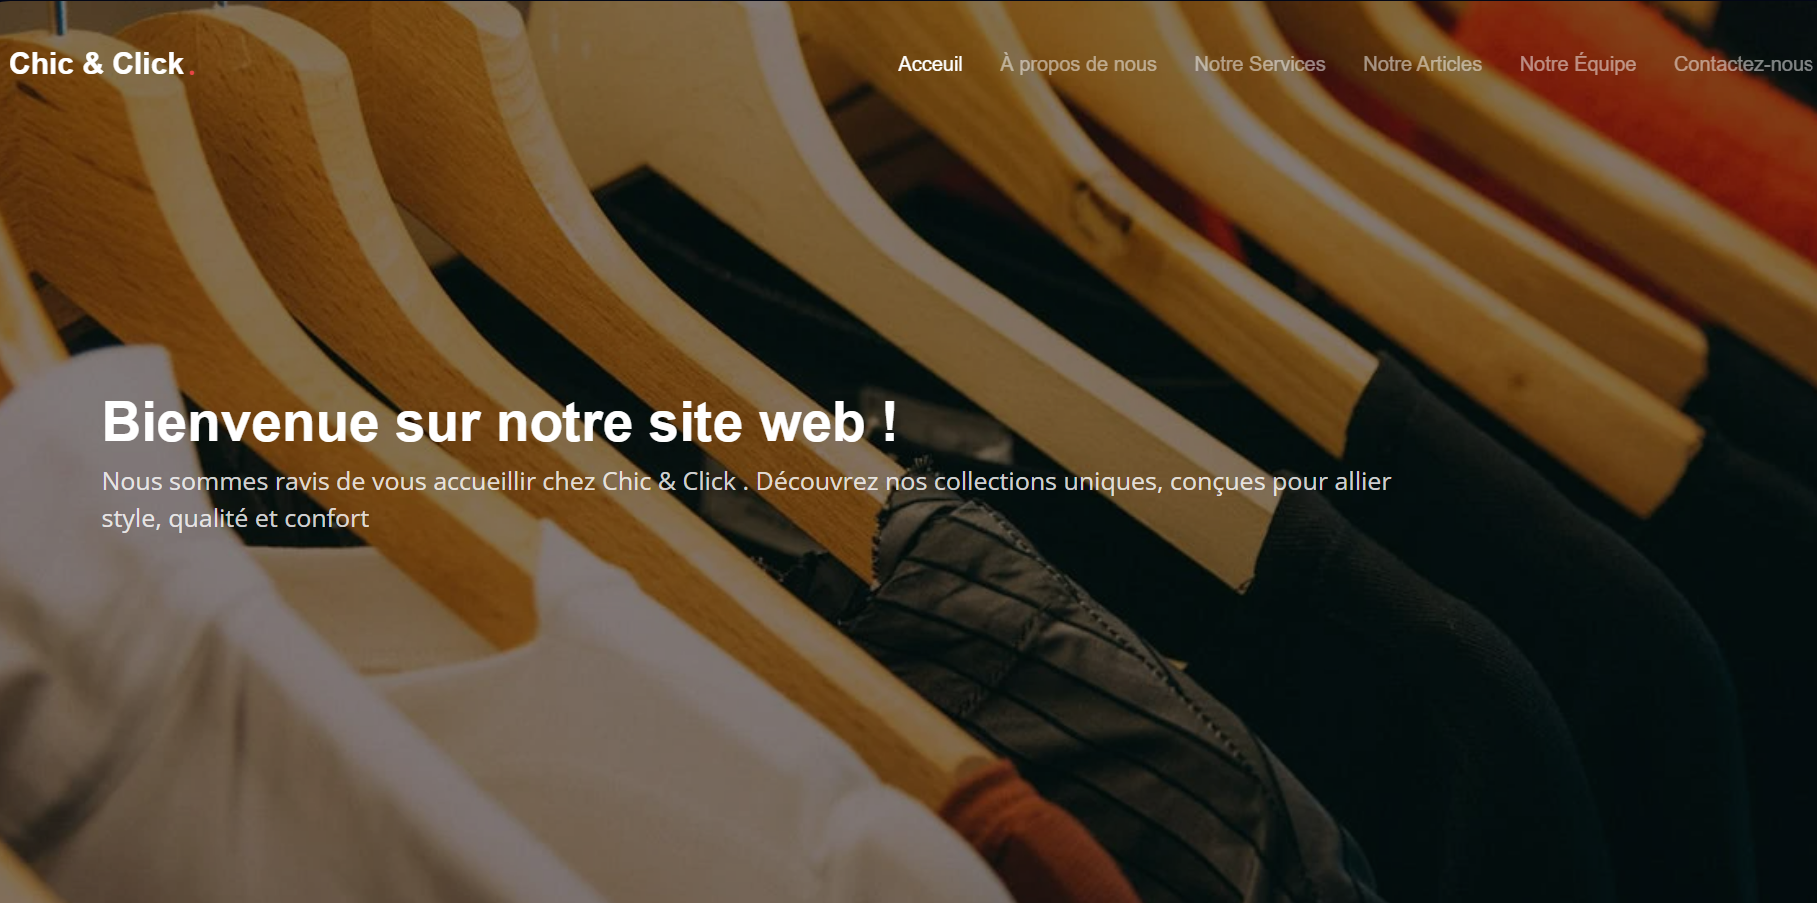 Chic & Click.
Acceuil À propos de nous Notre Services Notre Articles Notre Équipe Contactez-nous
Bienvenue sur notre site web !
Nous sommes ravis de vous accueillir chez Chic & Click . Découvrez nos collections uniques, conçues pour allier
style, qualité et confort